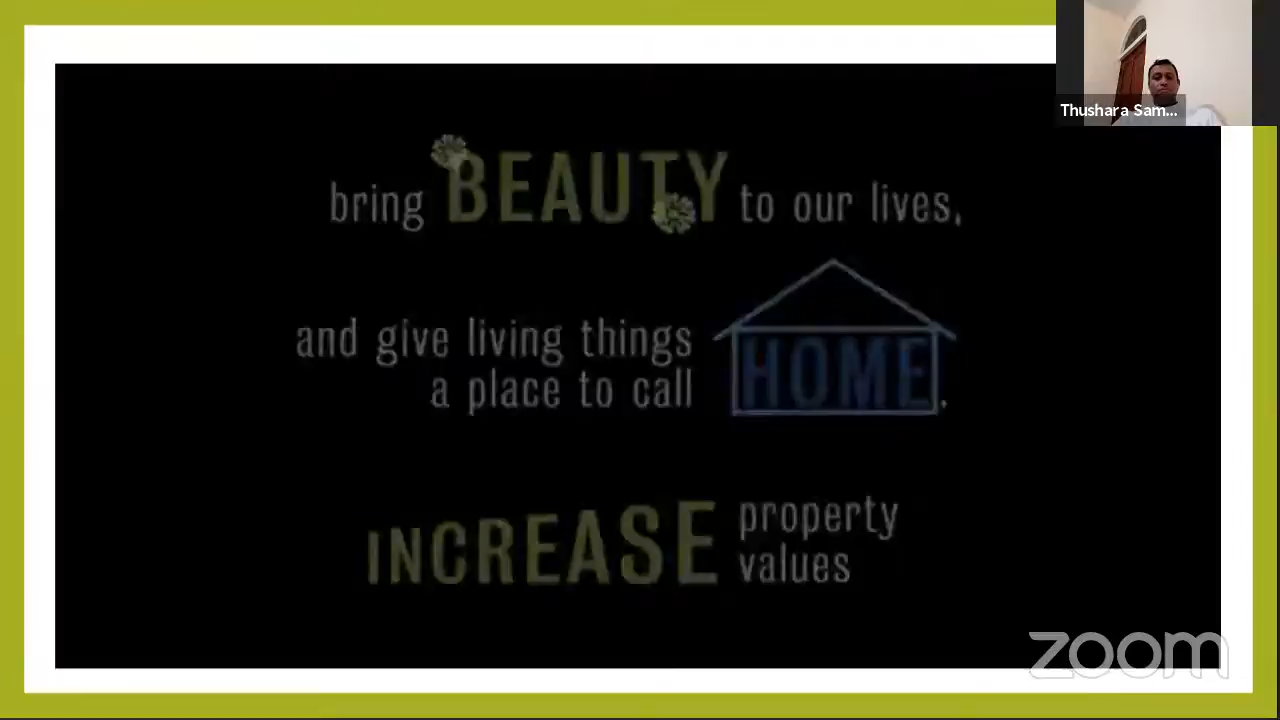 Thushara Sam...
bring BEAUTY to our lives,
and give living things
a place to call HOME.
INCREASE property
values
zoom